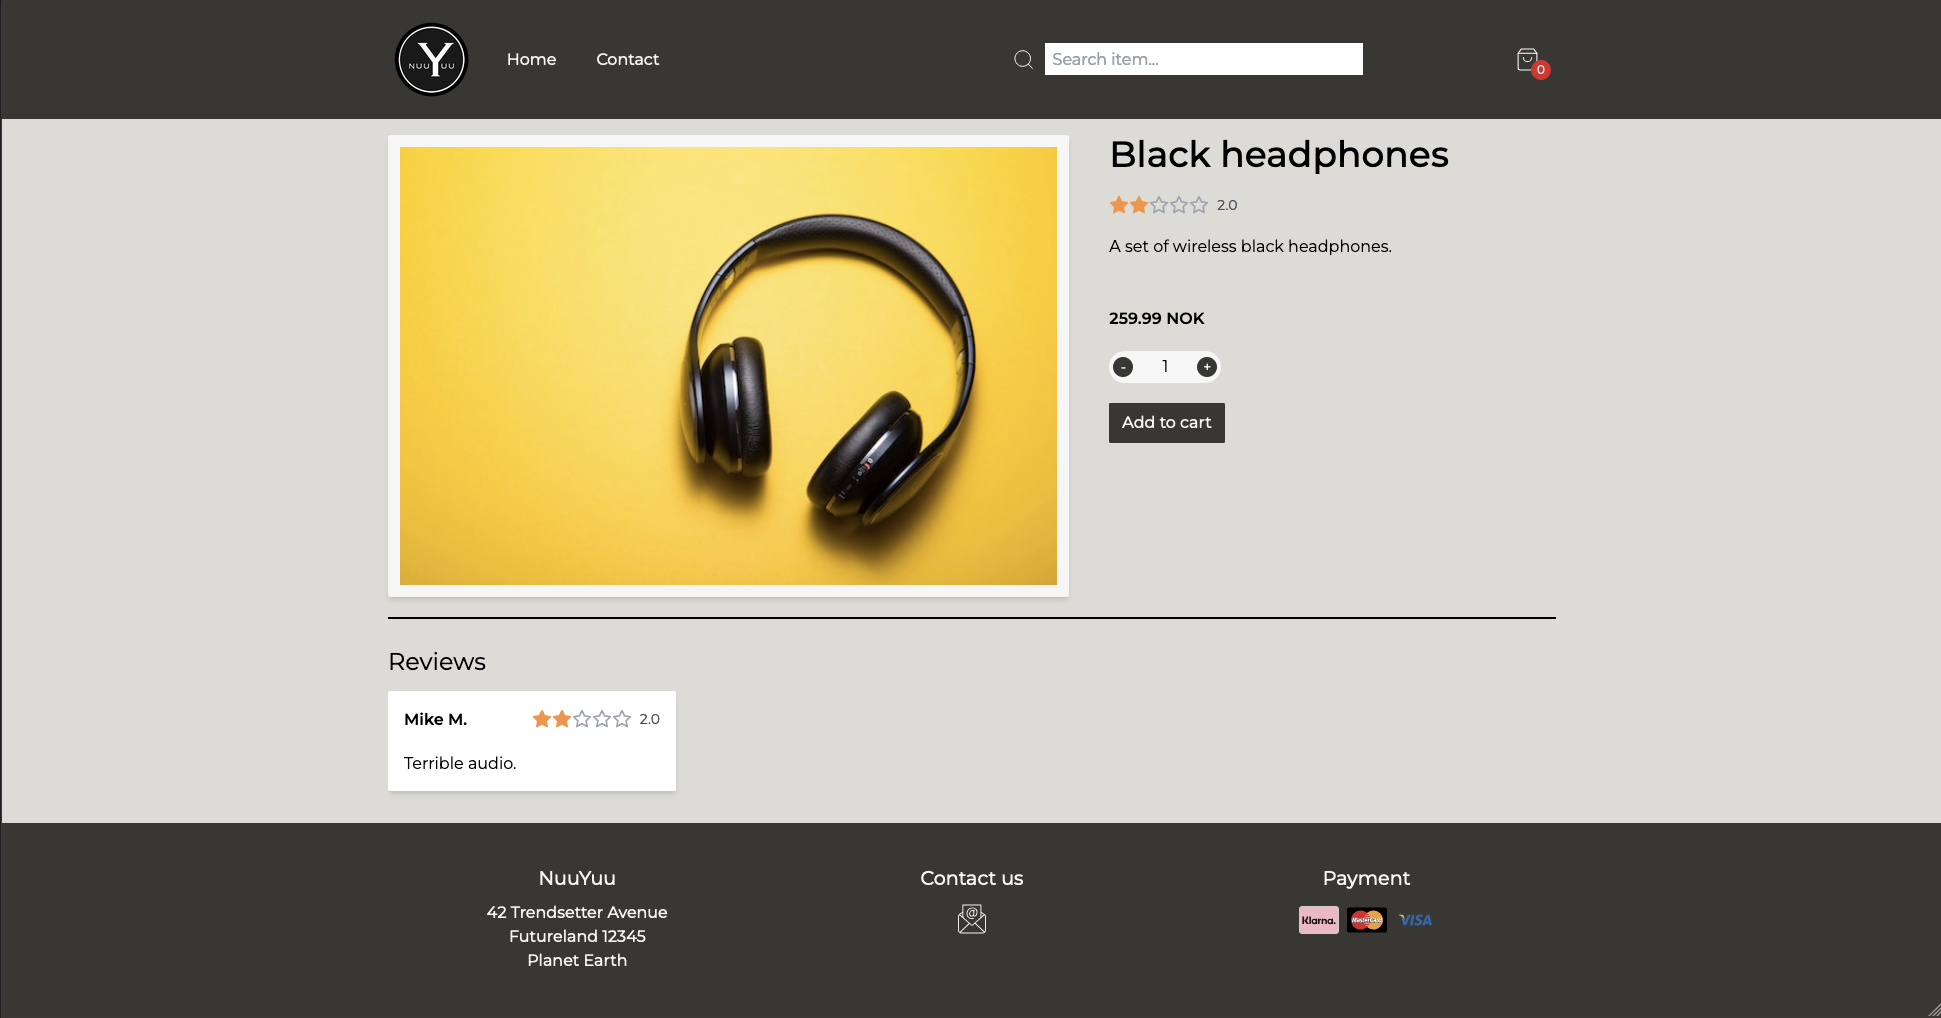 NUU Y UU
Home
Contact
Search item...
0
Black headphones
2.0
A set of wireless black headphones.
259.99 NOK
- 1 +
Add to cart
Reviews
Mike M. 2.0
Terrible audio.
NuuYuu
42 Trendsetter Avenue
Futureland 12345
Planet Earth
Contact us
@
Payment
Klarna. MasterCard VISA